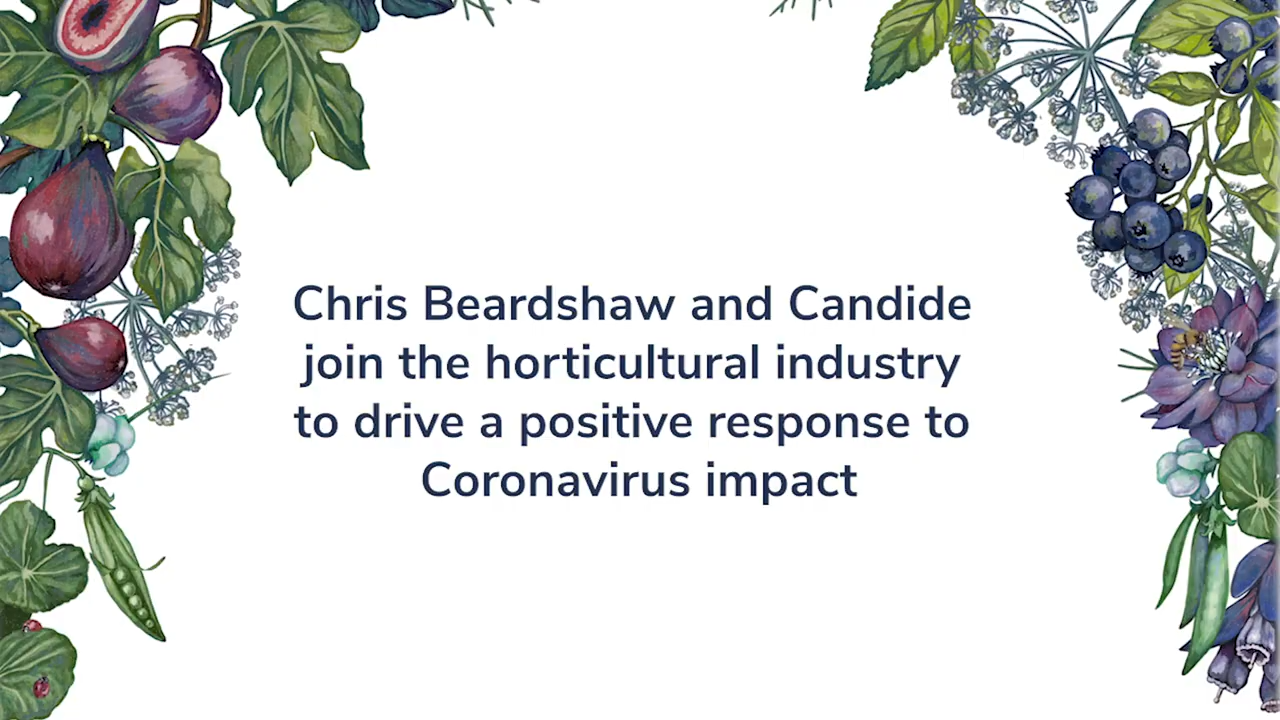 Chris Beardshaw and Candide
join the horticultural industry
to drive a positive response to
Coronavirus impact